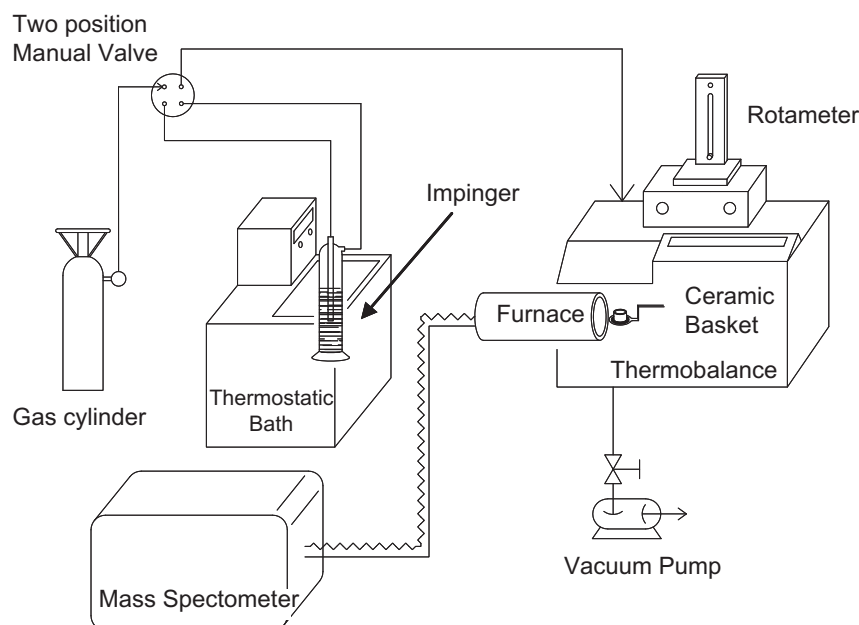 Two position
Manual Valve
Rotameter
Impinger
Furnace
Ceramic
Basket
Thermobalance
Thermostatic
Bath
Gas cylinder
Vacuum Pump
Mass Spectometer